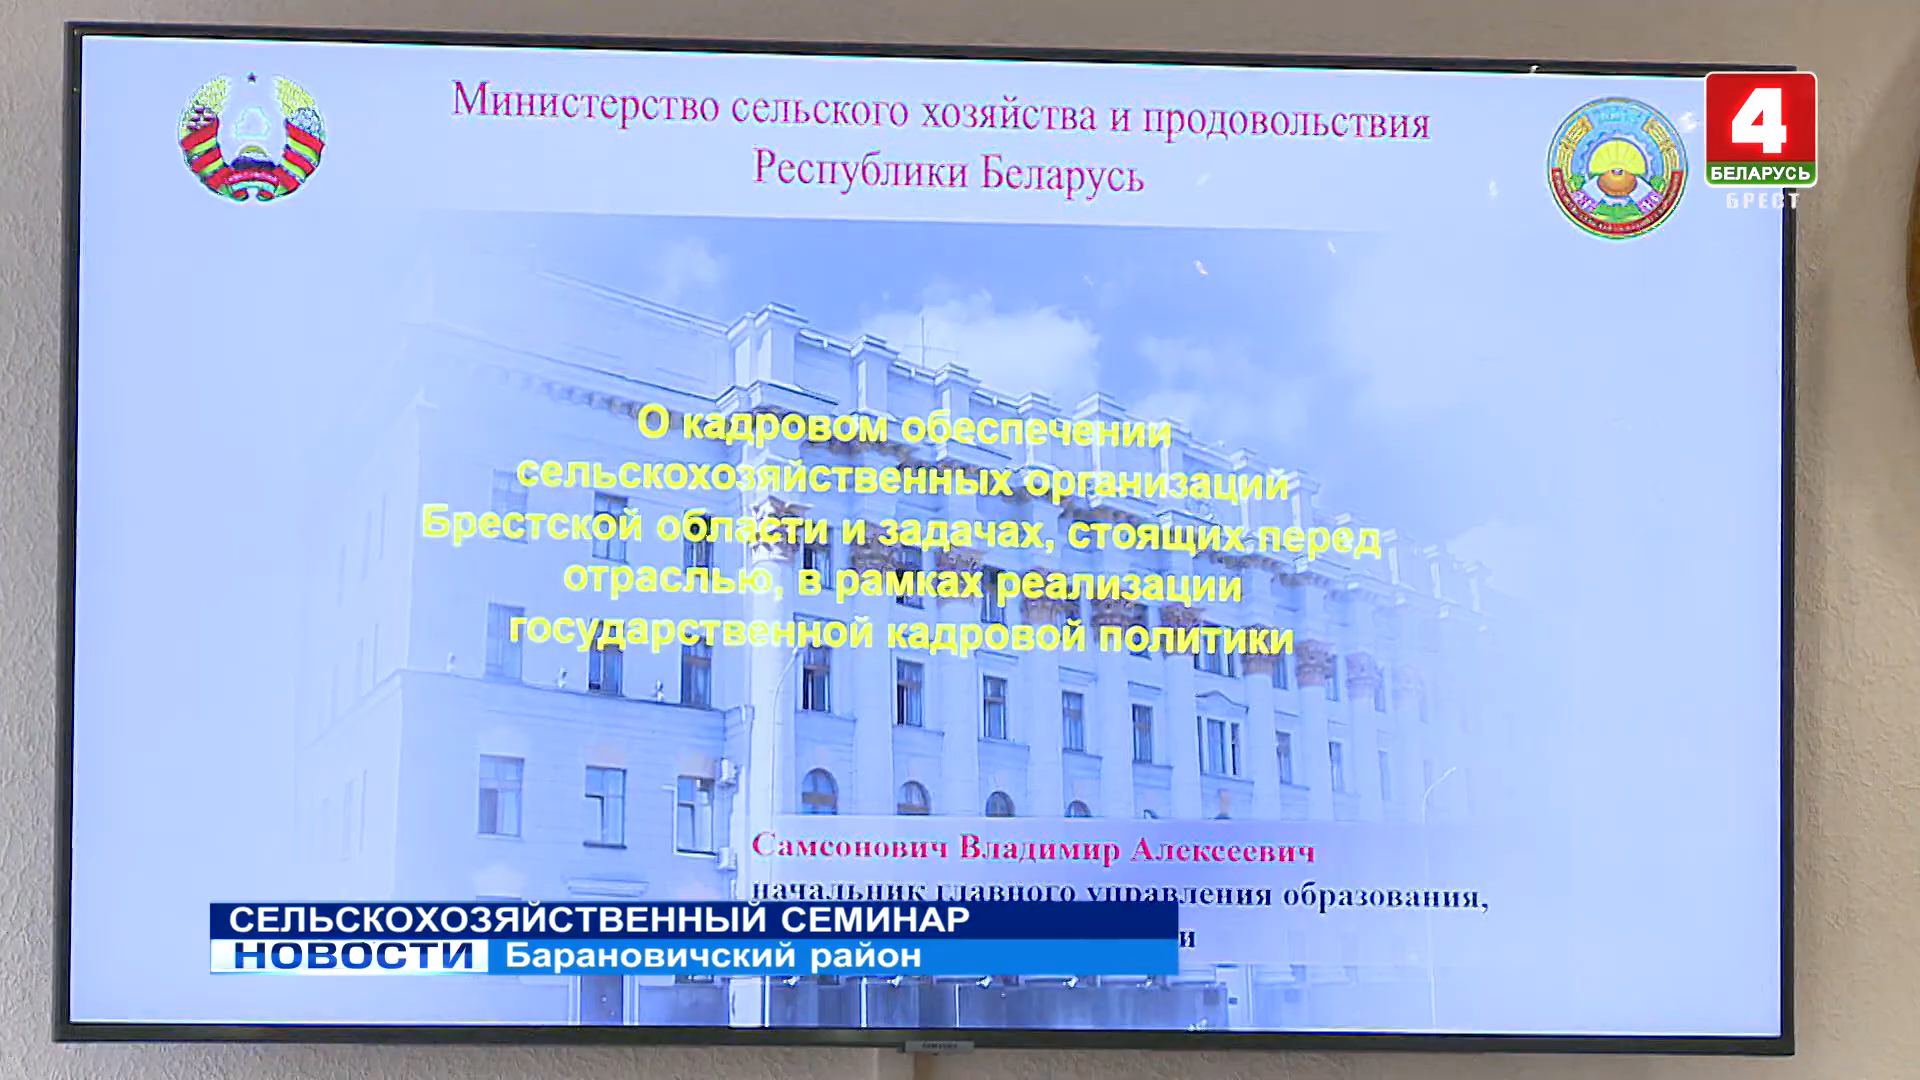 Министерство сельского хозяйства и продовольствия
Республики Беларусь
4
БЕЛАРУСЬ
БРЕСТ
О кадровом обеспечении
сельскохозяйственных организаций
Брестской области и задачах, стоящих перед
отраслью, в рамках реализации
государственной кадровой политики
Самсонович Владимир Алексеевич
начальник главного управления образования,
и
СЕЛЬСКОХОЗЯЙСТВЕННЫЙ СЕМИНАР
НОВОСТИ Барановичский район
SAMSUNG